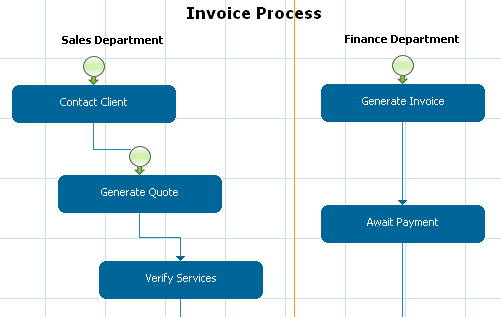 Invoice Process
Sales Department
Finance Department
Contact Client
Generate Invoice
Generate Quote
Await Payment
Verify Services